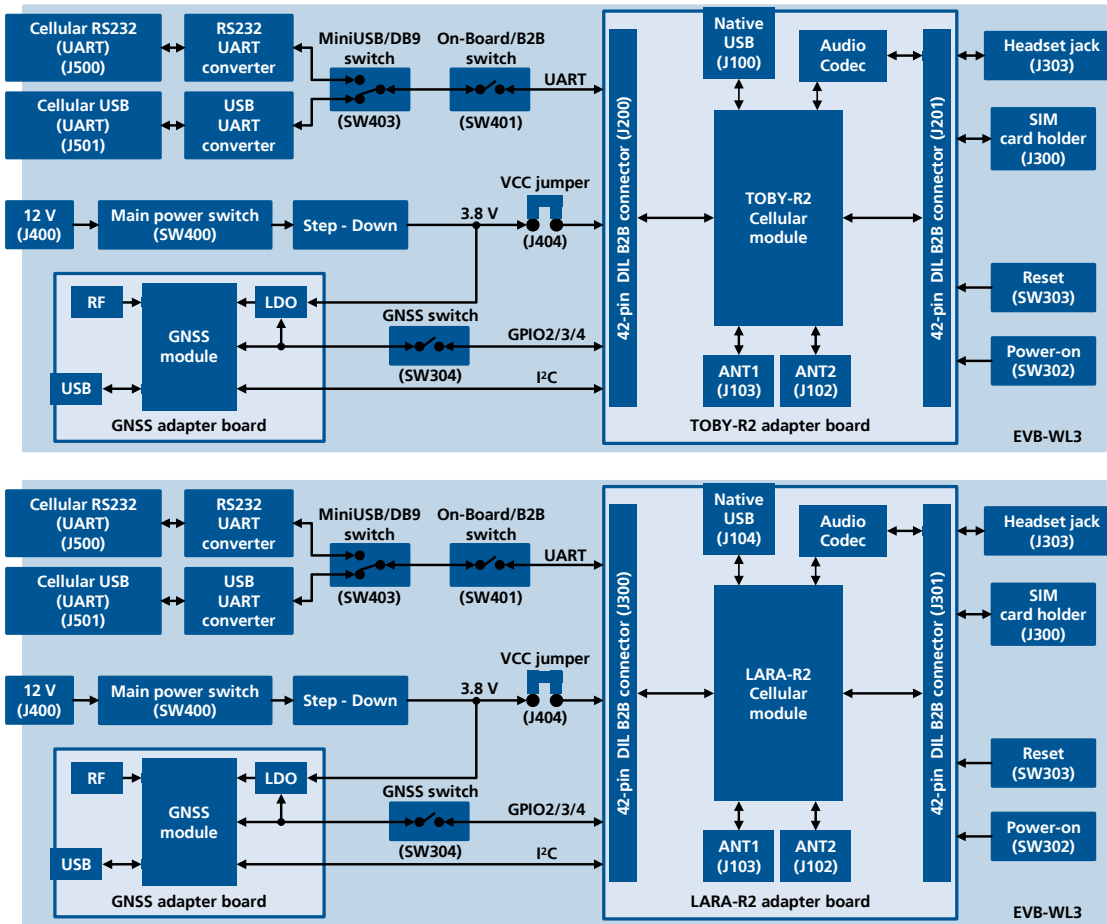 Cellular RS232
(UART)
(J500)
RS232
UART
converter
MiniUSB/DB9
switch
(SW403)
On-Board/B2B
switch
(SW401)
UART
Cellular USB
(UART)
(J501)
USB
UART
converter
12 V
(J400)
Main power switch
(SW400)
Step - Down
3.8 V
VCC jumper
(J404)
RF
LDO
GNSS
module
USB
GNSS adapter board
GNSS switch
(SW304)
GPIO2/3/4
I²C
42-pin DIL B2B connector (J200)
Native
USB
(J100)
Audio
Codec
TOBY-R2
Cellular
module
ANT1
(J103)
ANT2
(J102)
42-pin DIL B2B connector (J201)
TOBY-R2 adapter board
Headset jack
(J303)
SIM
card holder
(J300)
Reset
(SW303)
Power-on
(SW302)
EVB-WL3
Cellular RS232
(UART)
(J500)
RS232
UART
converter
MiniUSB/DB9
switch
(SW403)
On-Board/B2B
switch
(SW401)
UART
Cellular USB
(UART)
(J501)
USB
UART
converter
12 V
(J400)
Main power switch
(SW400)
Step - Down
3.8 V
VCC jumper
(J404)
RF
LDO
GNSS
module
USB
GNSS adapter board
GNSS switch
(SW304)
GPIO2/3/4
I²C
42-pin DIL B2B connector (J300)
Native
USB
(J104)
Audio
Codec
LARA-R2
Cellular
module
ANT1
(J103)
ANT2
(J102)
42-pin DIL B2B connector (J301)
LARA-R2 adapter board
Headset jack
(J303)
SIM
card holder
(J300)
Reset
(SW303)
Power-on
(SW302)
EVB-WL3